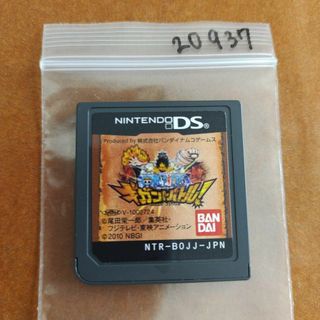 20937
NINTENDO DS
Produced by 株式会社バンダイナムコゲームス
ギガントバトル!
©尾田栄一郎/集英社・
フジテレビ・東映アニメーション
©2010 NBGI
BAN
DAI
NTR-BOJJ-JPN